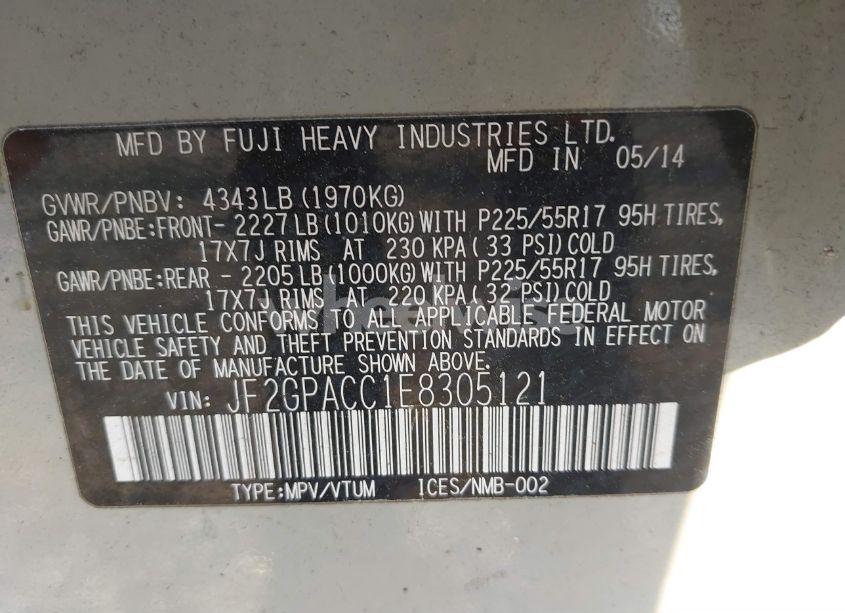 MFD BY FUJI HEAVY INDUSTRIES LTD.
MFD IN 05/14
GVWR/PNBV: 4343LB (1970KG)
GAWR/PNBE:FRONT- 2227 LB (1010KG) WITH P225/55R17 95H TIRES,
17X7J RIMS AT 230 KPA( 33 PSI) COLD
GAWR/PNBE:REAR - 2205 LB (1000KG) WITH P225/55R17 95H TIRES,
17X7J RIMS AT 220 KPA( 32 PSI) COLD
THIS VEHICLE CONFORMS TO ALL APPLICABLE FEDERAL MOTOR
VEHICLE SAFETY AND THEFT PREVENTION STANDARDS IN EFFECT ON
THE DATE OF MANUFACTURE SHOWN ABOVE.
VIN: JF2GPACC1E8305121
TYPE:MPV/VTUM ICES/NMB-002